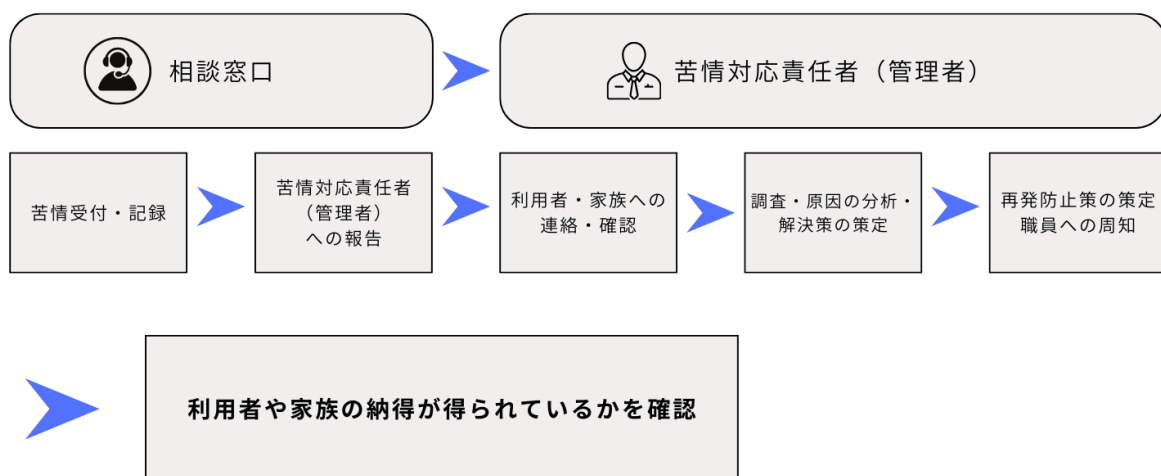 相談窓口
苦情対応責任者（管理者）
苦情受付・記録
苦情対応責任者
（管理者）
への報告
利用者・家族への
連絡・確認
調査・原因の分析・
解決策の策定
再発防止策の策定
職員への周知
利用者や家族の納得が得られているかを確認